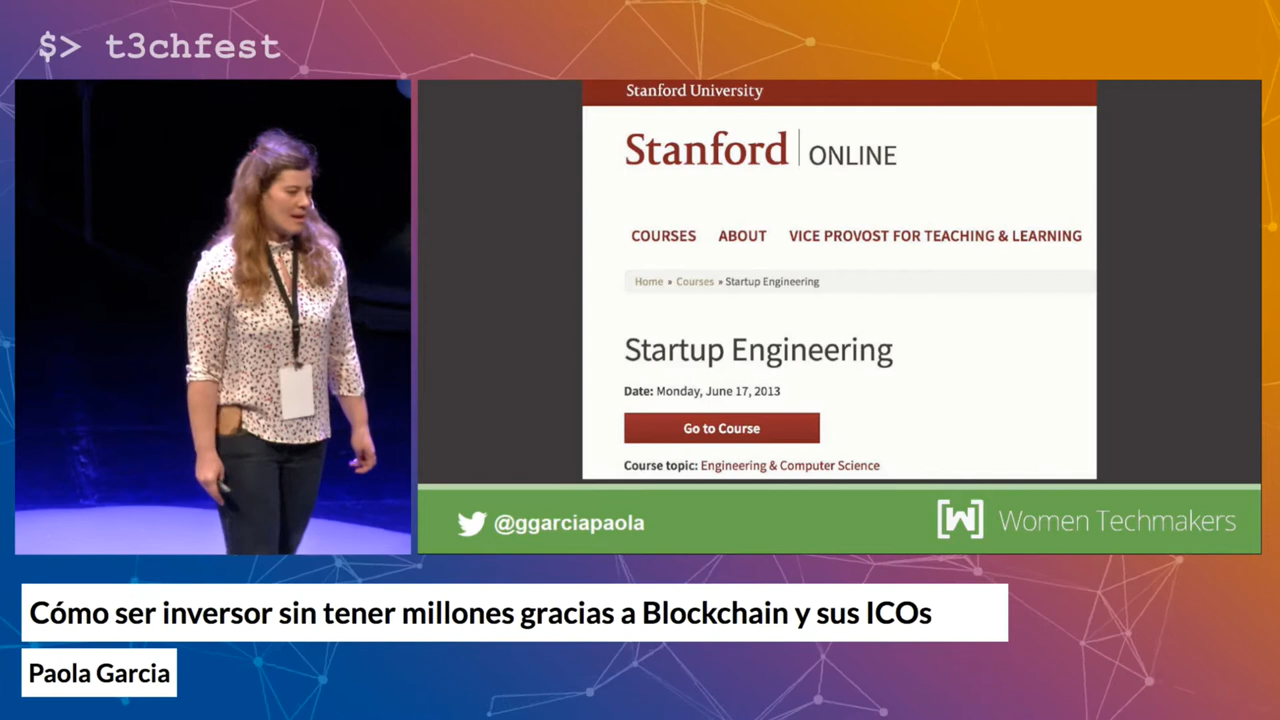 $> t3chfest
Stanford University
Stanford | ONLINE
COURSES ABOUT VICE PROVOST FOR TEACHING & LEARNING
Home » Courses » Startup Engineering
Startup Engineering
Date: Monday, June 17, 2013
Go to Course
Course topic: Engineering & Computer Science
@ggarciapaola
[W] Women Techmakers
Cómo ser inversor sin tener millones gracias a Blockchain y sus ICOs
Paola Garcia